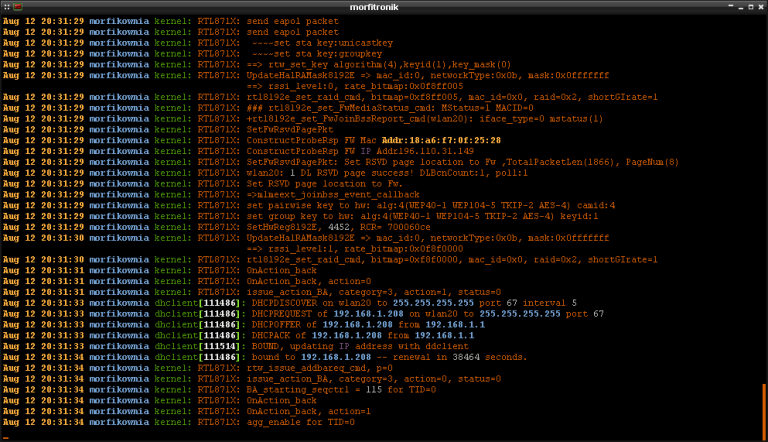 morfitronik
Aug 12 20:31:29 morfikownia kernel: RTL871X: send eapol packet
Aug 12 20:31:29 morfikownia kernel: RTL871X: send eapol packet
Aug 12 20:31:29 morfikownia kernel: RTL871X:  ----set sta key:unicastkey
Aug 12 20:31:29 morfikownia kernel: RTL871X:  ----set sta key:groupkey
Aug 12 20:31:29 morfikownia kernel: RTL871X: ==> rtw_set_key algorithm(4),keyid(1),key_mask(0)
Aug 12 20:31:29 morfikownia kernel: RTL871X: UpdateHalRAMask8192E => mac_id:0, networkType:0x0b, mask:0x0fffffff
==> rssi_level:0, rate_bitmap:0x0f8ff005
Aug 12 20:31:29 morfikownia kernel: RTL871X: rtl8192e_set_raid_cmd, bitmap=0xf8ff005, mac_id=0x0, raid=0x2, shortGIrate=1
Aug 12 20:31:29 morfikownia kernel: RTL871X: ### rtl8192e_set_FwMediaStatus_cmd: MStatus=1 MACID=0
Aug 12 20:31:29 morfikownia kernel: RTL871X: +rtl8192e_set_FwJoinBssReport_cmd(wlan20): iface_type=0 mstatus(1)
Aug 12 20:31:29 morfikownia kernel: RTL871X: SetFwRsvdPagePkt
Aug 12 20:31:29 morfikownia kernel: RTL871X: ConstructProbeRsp FW Mac Addr:18:a6:f7:0f:25:28
Aug 12 20:31:29 morfikownia kernel: RTL871X: ConstructProbeRsp FW IP Addr196.110.31.149
Aug 12 20:31:29 morfikownia kernel: RTL871X: SetFwRsvdPagePkt: Set RSVD page location to Fw ,TotalPacketLen(1866), PageNum(8)
Aug 12 20:31:29 morfikownia kernel: RTL871X: wlan20: 1 DL RSVD page success! DLBcnCount:1, poll:1
Aug 12 20:31:29 morfikownia kernel: RTL871X: Set RSVD page location to Fw.
Aug 12 20:31:29 morfikownia kernel: RTL871X: =>mlmeext_joinbss_event_callback
Aug 12 20:31:29 morfikownia kernel: RTL871X: set pairwise key to hw: alg:4(WEP40-1 WEP104-5 TKIP-2 AES-4) camid:4
Aug 12 20:31:29 morfikownia kernel: RTL871X: set group key to hw: alg:4(WEP40-1 WEP104-5 TKIP-2 AES-4) keyid:1
Aug 12 20:31:29 morfikownia kernel: RTL871X: SetHwReg8192E, 4452, RCR= 700060ce
Aug 12 20:31:30 morfikownia kernel: RTL871X: UpdateHalRAMask8192E => mac_id:0, networkType:0x0b, mask:0x0fffffff
==> rssi_level:1, rate_bitmap:0x0f8f0000
Aug 12 20:31:30 morfikownia kernel: RTL871X: rtl8192e_set_raid_cmd, bitmap=0xf8f0000, mac_id=0x0, raid=0x2, shortGIrate=1
Aug 12 20:31:31 morfikownia kernel: RTL871X: OnAction_back
Aug 12 20:31:31 morfikownia kernel: RTL871X: OnAction_back, action=0
Aug 12 20:31:31 morfikownia kernel: RTL871X: issue_action_BA, category=3, action=1, status=0
Aug 12 20:31:33 morfikownia dhclient[111486]: DHCPDISCOVER on wlan20 to 255.255.255.255 port 67 interval 5
Aug 12 20:31:33 morfikownia dhclient[111486]: DHCPREQUEST of 192.168.1.208 on wlan20 to 255.255.255.255 port 67
Aug 12 20:31:33 morfikownia dhclient[111486]: DHCPOFFER of 192.168.1.208 from 192.168.1.1
Aug 12 20:31:33 morfikownia dhclient[111486]: DHCPACK of 192.168.1.208 from 192.168.1.1
Aug 12 20:31:33 morfikownia dhclient[111514]: BOUND, updating IP address with ddclient
Aug 12 20:31:34 morfikownia dhclient[111486]: bound to 192.168.1.208 -- renewal in 38464 seconds.
Aug 12 20:31:34 morfikownia kernel: RTL871X: rtw_issue_addbareq_cmd, p=0
Aug 12 20:31:34 morfikownia kernel: RTL871X: issue_action_BA, category=3, action=0, status=0
Aug 12 20:31:34 morfikownia kernel: RTL871X: BA_starting_seqctrl = 115 for TID=0
Aug 12 20:31:34 morfikownia kernel: RTL871X: OnAction_back
Aug 12 20:31:34 morfikownia kernel: RTL871X: OnAction_back, action=1
Aug 12 20:31:34 morfikownia kernel: RTL871X: agg_enable for TID=0